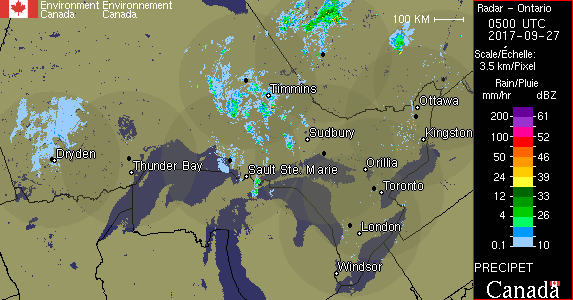 Environment Environnement
Canada Canada
100 KM
Timmins
Ottawa
Sudbury
Kingston
Dryden
Thunder Bay
Sault Ste. Marie
Orillia
Toronto
London
Windsor
Radar - Ontario
0500 UTC
2017-09-27
Scale/Échelle:
3.5 km/Pixel
Rain/Pluie
mm/hr dBZ
200 61
100 52
50 46
24 39
12 33
4 26
0.1 10
PRECIPET
Canada